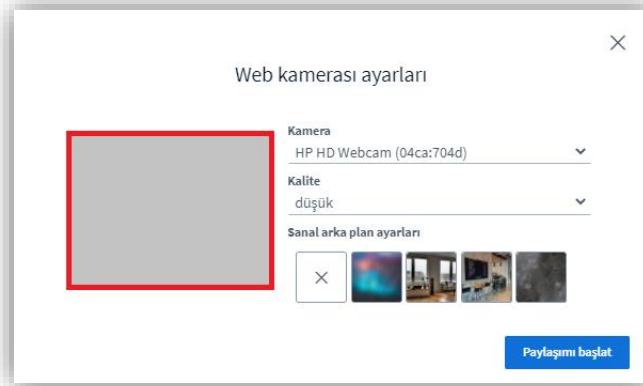 Web kamerası ayarları
Kamera
HP HD Webcam (04ca:704d)
Kalite
düşük
Sanal arka plan ayarları
Paylaşımı başlat